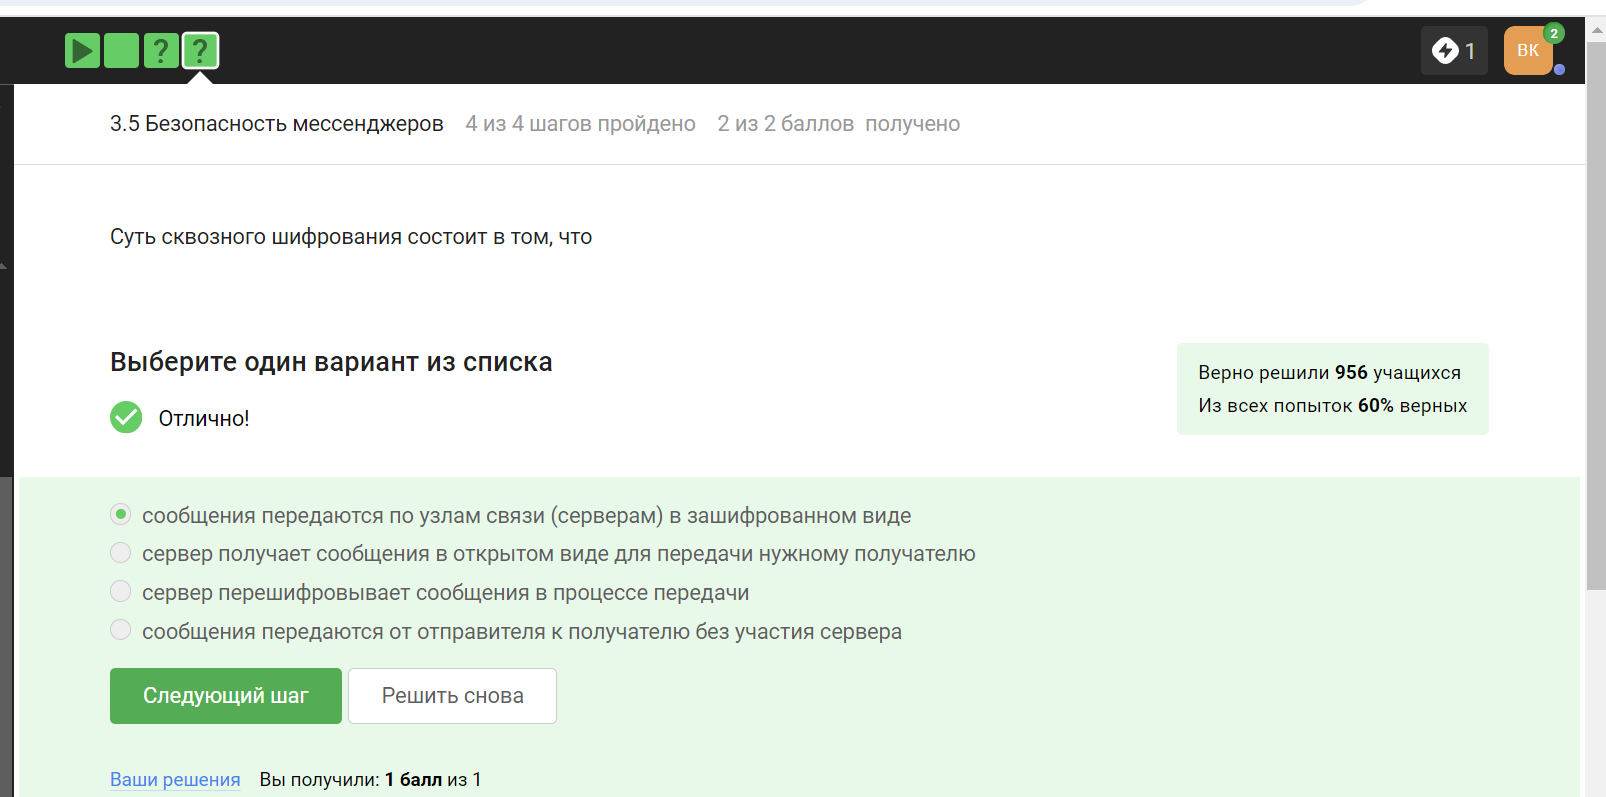 ? ?
1
ВК
2
3.5 Безопасность мессенджеров 4 из 4 шагов пройдено 2 из 2 баллов получено
Суть сквозного шифрования состоит в том, что
Выберите один вариант из списка
Отлично!
Верно решили 956 учащихся
Из всех попыток 60% верных
сообщения передаются по узлам связи (серверам) в зашифрованном виде
сервер получает сообщения в открытом виде для передачи нужному получателю
сервер перешифровывает сообщения в процессе передачи
сообщения передаются от отправителя к получателю без участия сервера
Следующий шаг Решить снова
Ваши решения Вы получили: 1 балл из 1